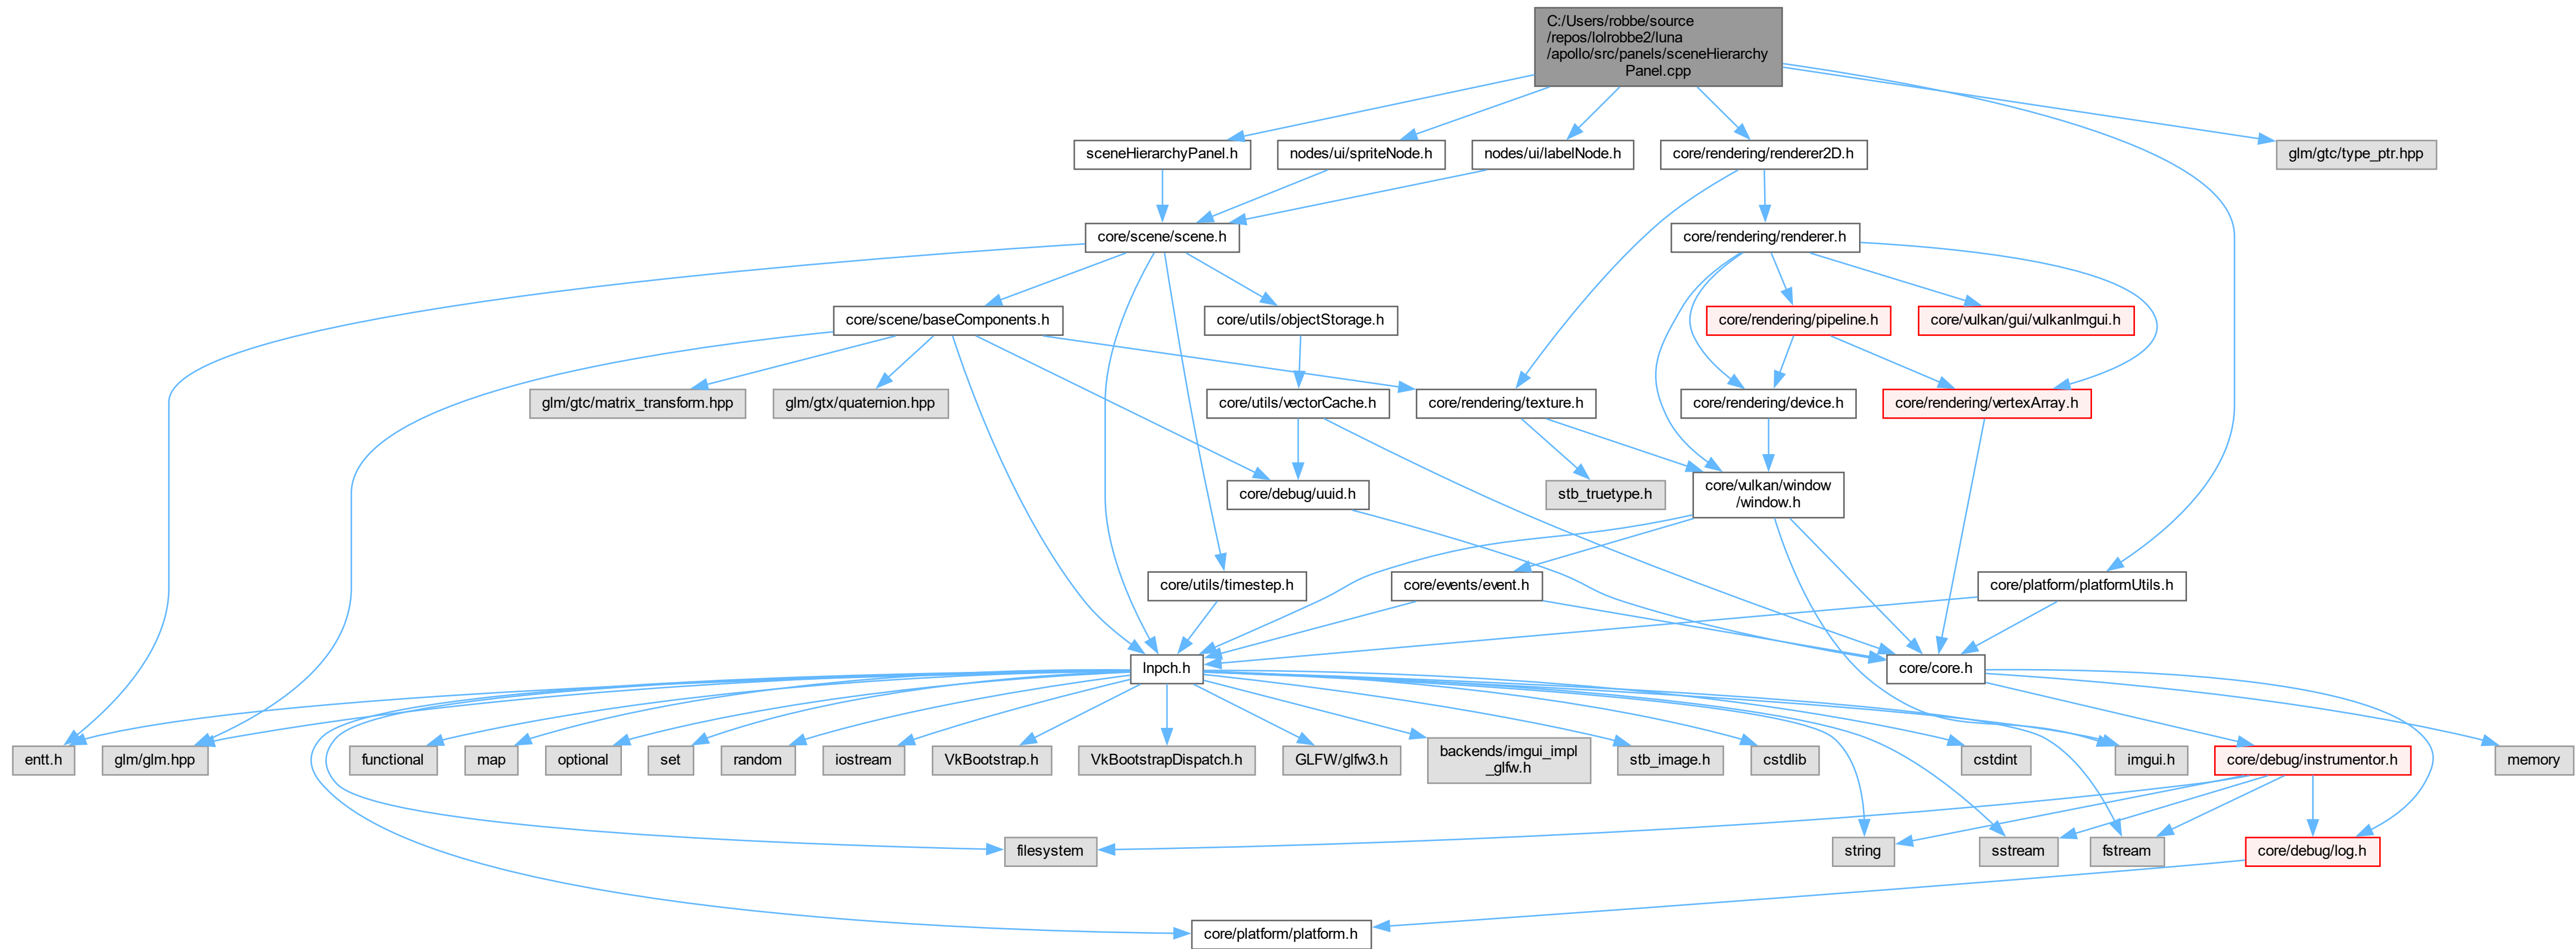 C:/Users/robbe/source
/repos/lolrobbe2/luna
/apollo/src/panels/sceneHierarchy
Panel.cpp
sceneHierarchyPanel.h
nodes/ui/spriteNode.h
nodes/ui/labelNode.h
core/rendering/renderer2D.h
glm/gtc/type_ptr.hpp
core/scene/scene.h
core/rendering/renderer.h
core/scene/baseComponents.h
core/utils/objectStorage.h
core/rendering/pipeline.h
core/vulkan/gui/vulkanImgui.h
glm/gtc/matrix_transform.hpp
glm/gtx/quaternion.hpp
core/utils/vectorCache.h
core/rendering/texture.h
core/rendering/device.h
core/rendering/vertexArray.h
core/debug/uuid.h
stb_truetype.h
core/vulkan/window
/window.h
core/utils/timestep.h
core/events/event.h
core/platform/platformUtils.h
lnpch.h
core/core.h
entt.h
glm/glm.hpp
functional
map
optional
set
random
iostream
VkBootstrap.h
VkBootstrapDispatch.h
GLFW/glfw3.h
backends/imgui_impl
_glfw.h
stb_image.h
cstdlib
cstdint
imgui.h
core/debug/instrumentor.h
memory
filesystem
string
sstream
fstream
core/debug/log.h
core/platform/platform.h